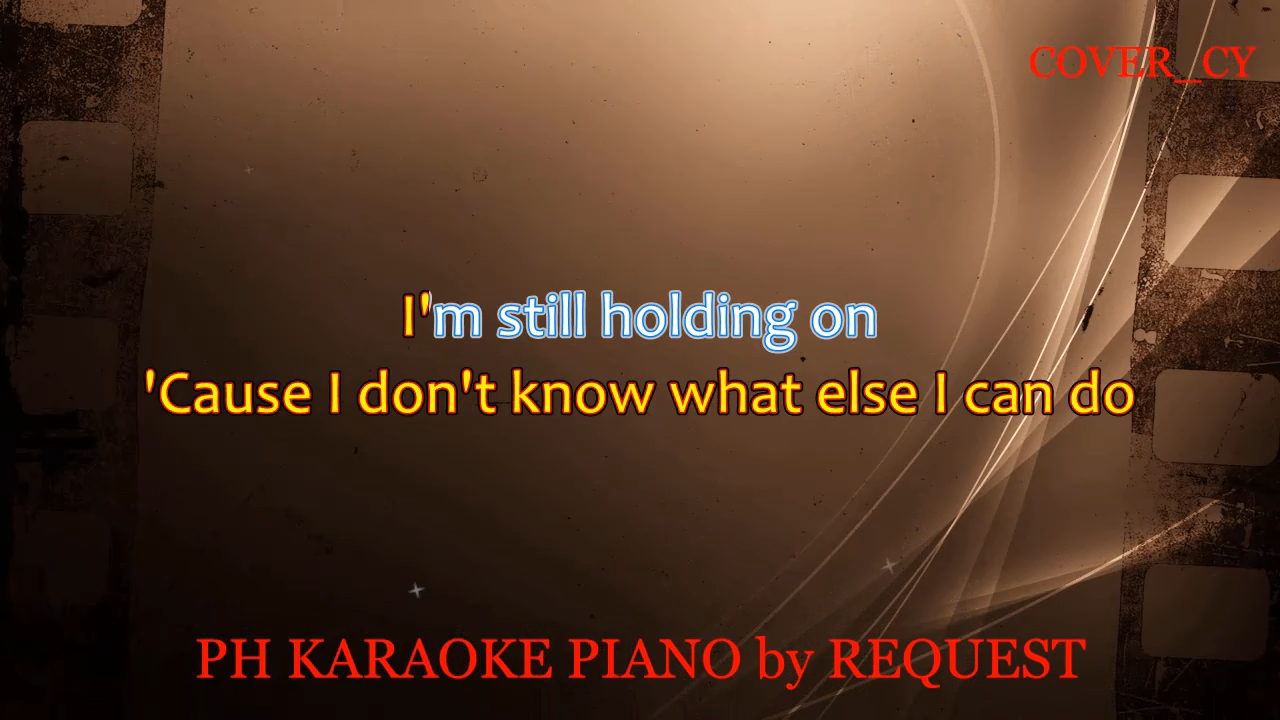 COVER_CY
I'm still holding on
'Cause I don't know what else I can do
PH KARAOKE PIANO by REQUEST